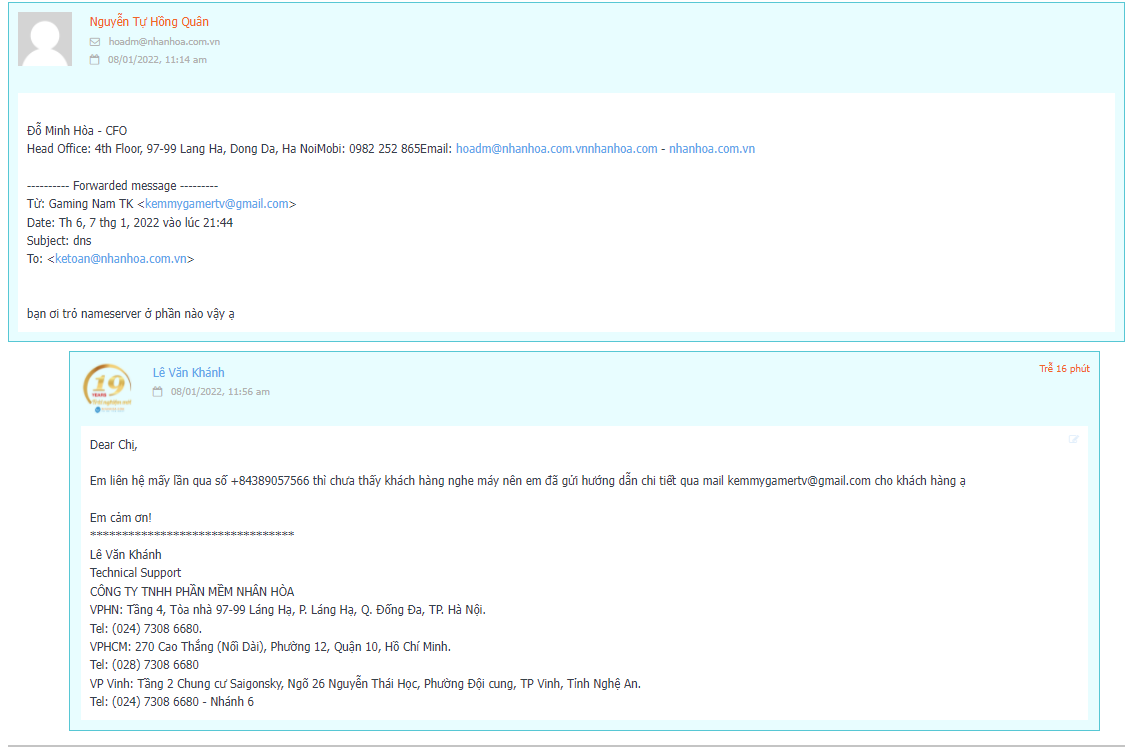 Nguyễn Tự Hồng Quân
hoadm@nhanhoa.com.vn
08/01/2022, 11:14 am
Đỗ Minh Hòa - CFO
Head Office: 4th Floor, 97-99 Lang Ha, Dong Da, Ha NoiMobi: 0982 252 865Email: hoadm@nhanhoa.com.vnnhanhoa.com - nhanhoa.com.vn
---------- Forwarded message ---------
Từ: Gaming Nam TK <kemmygamertv@gmail.com>
Date: Th 6, 7 thg 1, 2022 vào lúc 21:44
Subject: dns
To: <ketoan@nhanhoa.com.vn>
bạn ơi trỏ nameserver ở phần nào vậy ạ
19
YEARS
Lê Văn Khánh
08/01/2022, 11:56 am
Trễ 16 phút
Dear Chị,
Em liên hệ mấy lần qua số +84389057566 thì chưa thấy khách hàng nghe máy nên em đã gửi hướng dẫn chi tiết qua mail kemmygamertv@gmail.com cho khách hàng ạ
Em cảm ơn!
********************************
Lê Văn Khánh
Technical Support
CÔNG TY TNHH PHẦN MỀM NHÂN HÒA
VPHN: Tầng 4, Tòa nhà 97-99 Láng Hạ, P. Láng Hạ, Q. Đống Đa, TP. Hà Nội.
Tel: (024) 7308 6680.
VPHCM: 270 Cao Thắng (Nối Dài), Phường 12, Quận 10, Hồ Chí Minh.
Tel: (028) 7308 6680
VP Vinh: Tầng 2 Chung cư Saigonsky, Ngõ 26 Nguyễn Thái Học, Phường Đội cung, TP Vinh, Tỉnh Nghệ An.
Tel: (024) 7308 6680 - Nhánh 6